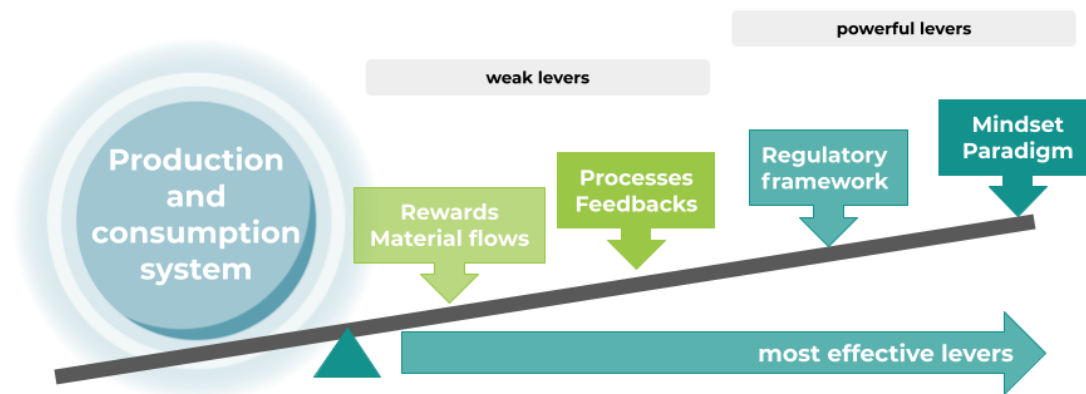 powerful levers
weak levers
Production
and
consumption
system
Rewards
Material flows
Processes
Feedbacks
Regulatory
framework
Mindset
Paradigm
most effective levers